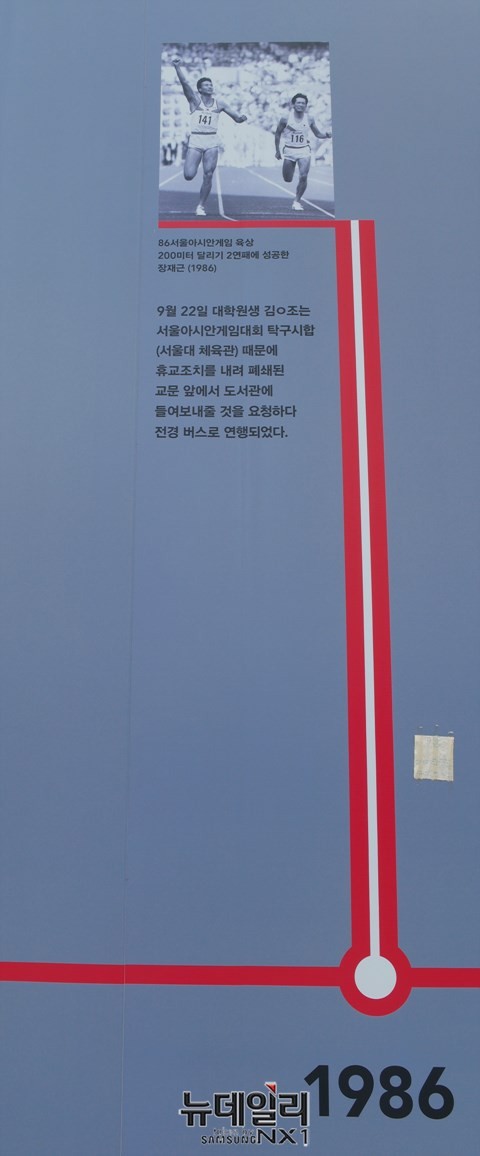 141
116
86서울아시안게임 육상
200미터 달리기 2연패에 성공한
장재근 (1986)
9월 22일 대학원생 김ㅇ조는
서울아시안게임대회 탁구시합
(서울대 체육관) 때문에
휴교조치를 내려 폐쇄된
교문 앞에서 도서관에
들여보내줄 것을 요청하다
전경 버스로 연행되었다.
1986
뉴데일리
SAMSUNG NX1